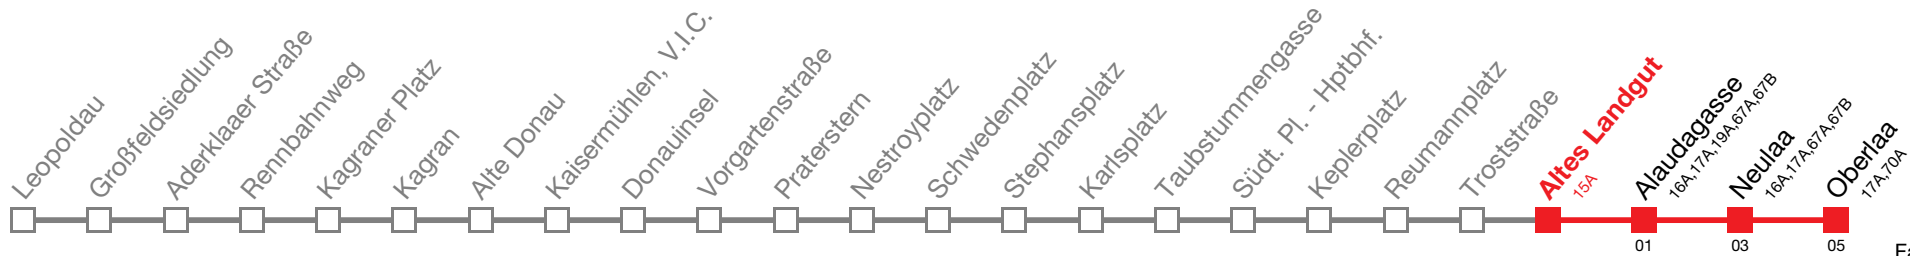 Leopoldau
Großfeldsiedlung
Aderklaaer Straße
Rennbahnweg
Kagraner Platz
Kagran
Alte Donau
Kaisermühlen, V.I.C.
Donauinsel
Vorgartenstraße
Praterstern
Nestroyplatz
Schwedenplatz
Stephansplatz
Karlsplatz
Taubstummengasse
Südt. Pl. - Hptbhf.
Keplerplatz
Reumannplatz
Troststraße
Altes Landgut
15A
Alaudagasse
16A,17A,19A,67A,67B
Neulaa
16A,17A,67A,67B
Oberlaa
17A,70A
01
03
05